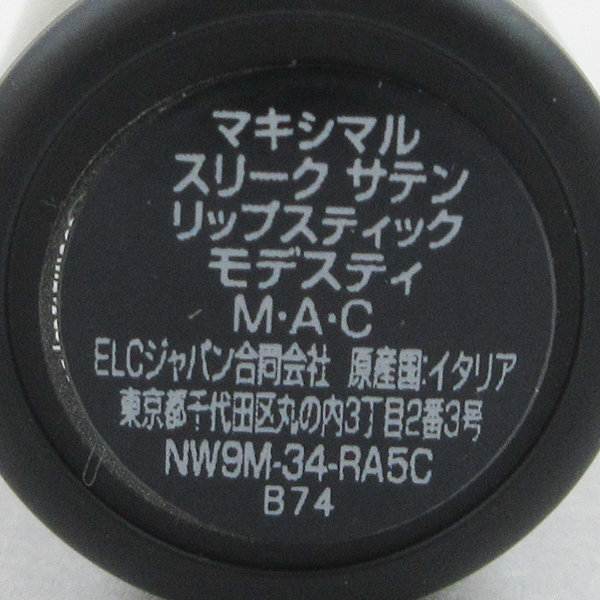 マキシマル
スリーク サテン
リップスティック
モデスティ
M·A·C
ELCジャパン合同会社 原産国:イタリア
東京都千代田区丸の内3丁目2番3号
NW9M-34-RA5C
B74